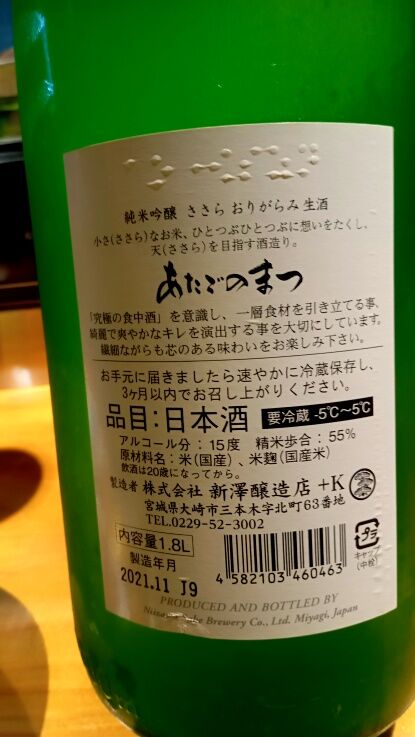 純米吟醸 ささら おりがらみ 生酒
小さ(ささら)なお米、ひとつぶひとつぶに想いをたくし、
天(ささら)を目指す酒造り。
あたごのまつ
「究極の食中酒」を意識し、一層食材を引き立てる事、
綺麗で爽やかなキレを演出する事を大切にしています。
繊細ながらも芯のある味わいをお楽しみ下さい。
お手元に届きましたら速やかに冷蔵保存し、
3ヶ月以内でお召し上がりください。
品目:日本酒 要冷蔵 -5℃〜5℃
アルコール分:15度 精米歩合:55%
原材料名:米(国産)、米麹(国産米)
飲酒は20歳になってから。
製造者 株式会社 新澤醸造店 +K
宮城県大崎市三本木字北町63番地
TEL.0229-52-3002
内容量1.8L
製造年月
2021.11 J9
4 582103 460463
プラ
キャップ
(中栓)
PRODUCED AND BOTTLED BY
Brewery Co., Ltd. Miyagi, Japan